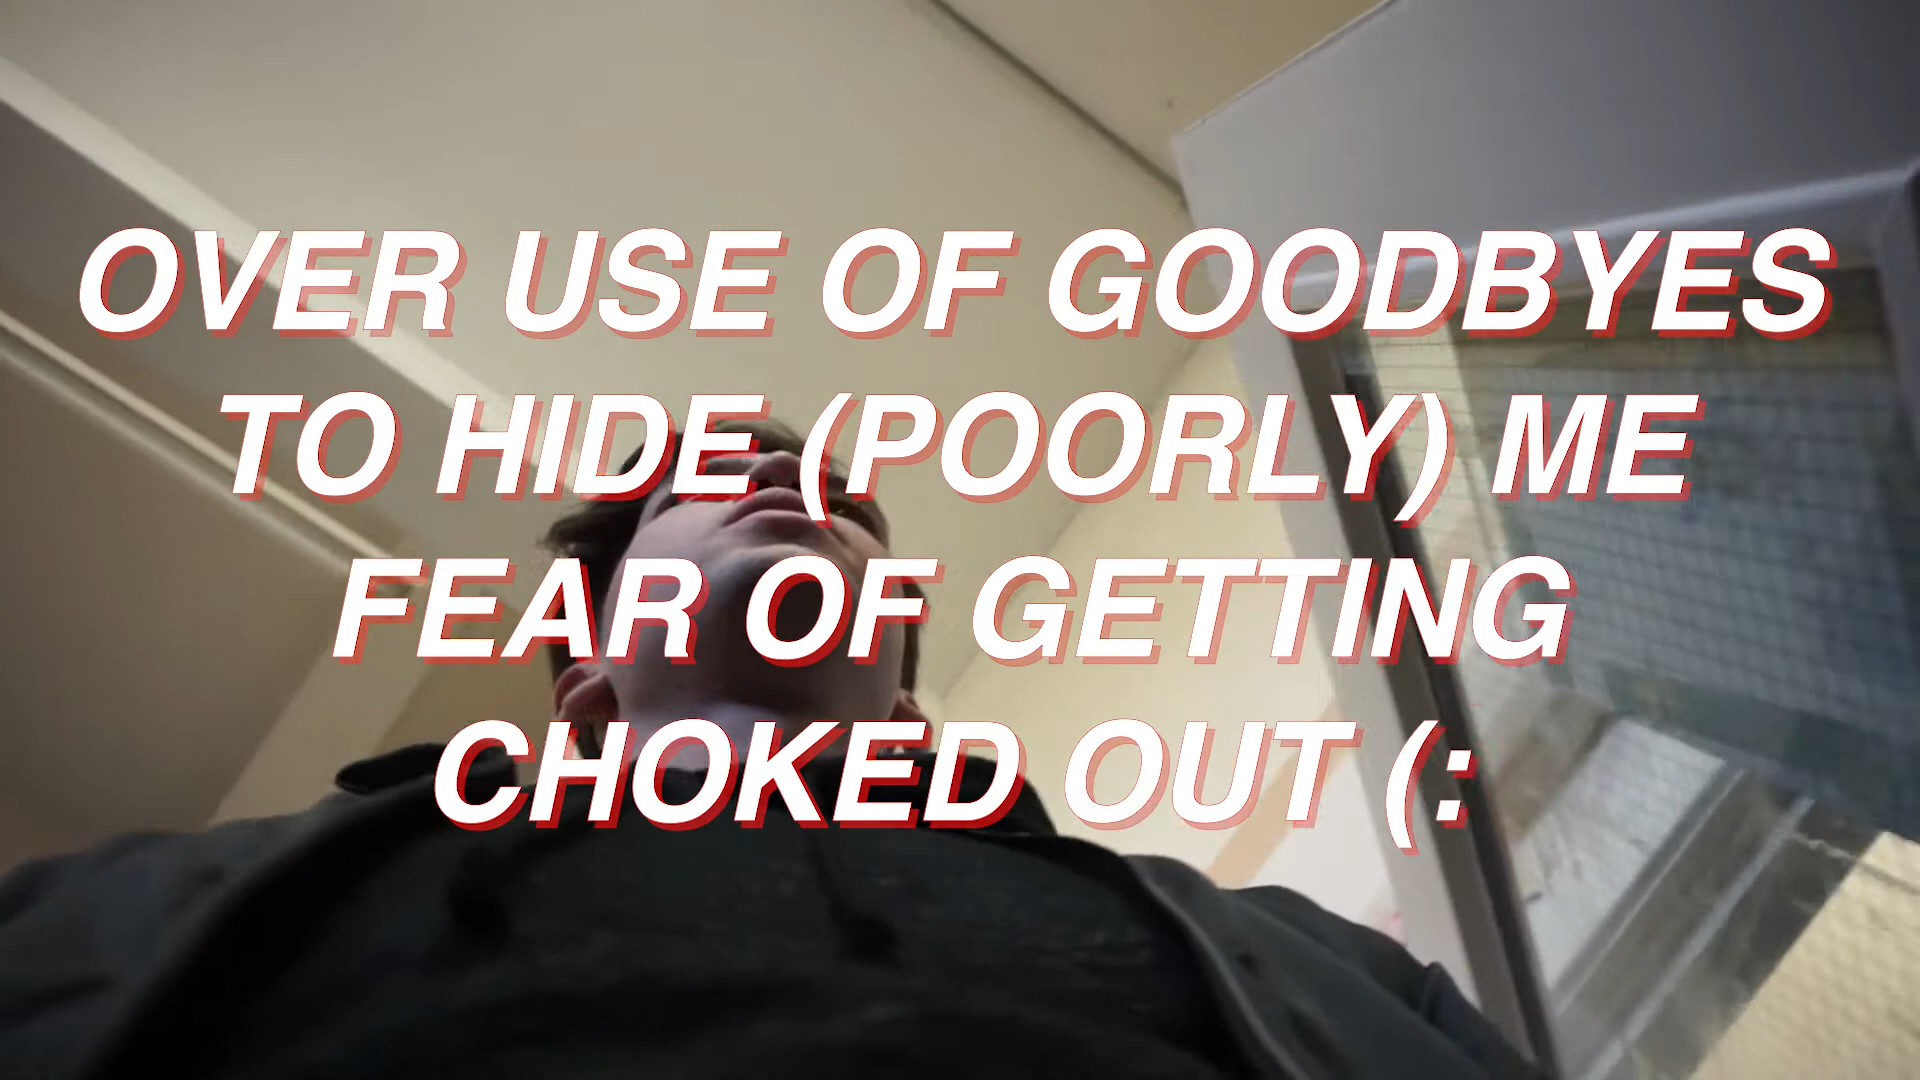 OVER USE OF GOODBYES
TO HIDE (POORLY) ME
FEAR OF GETTING
CHOKED OUT (: